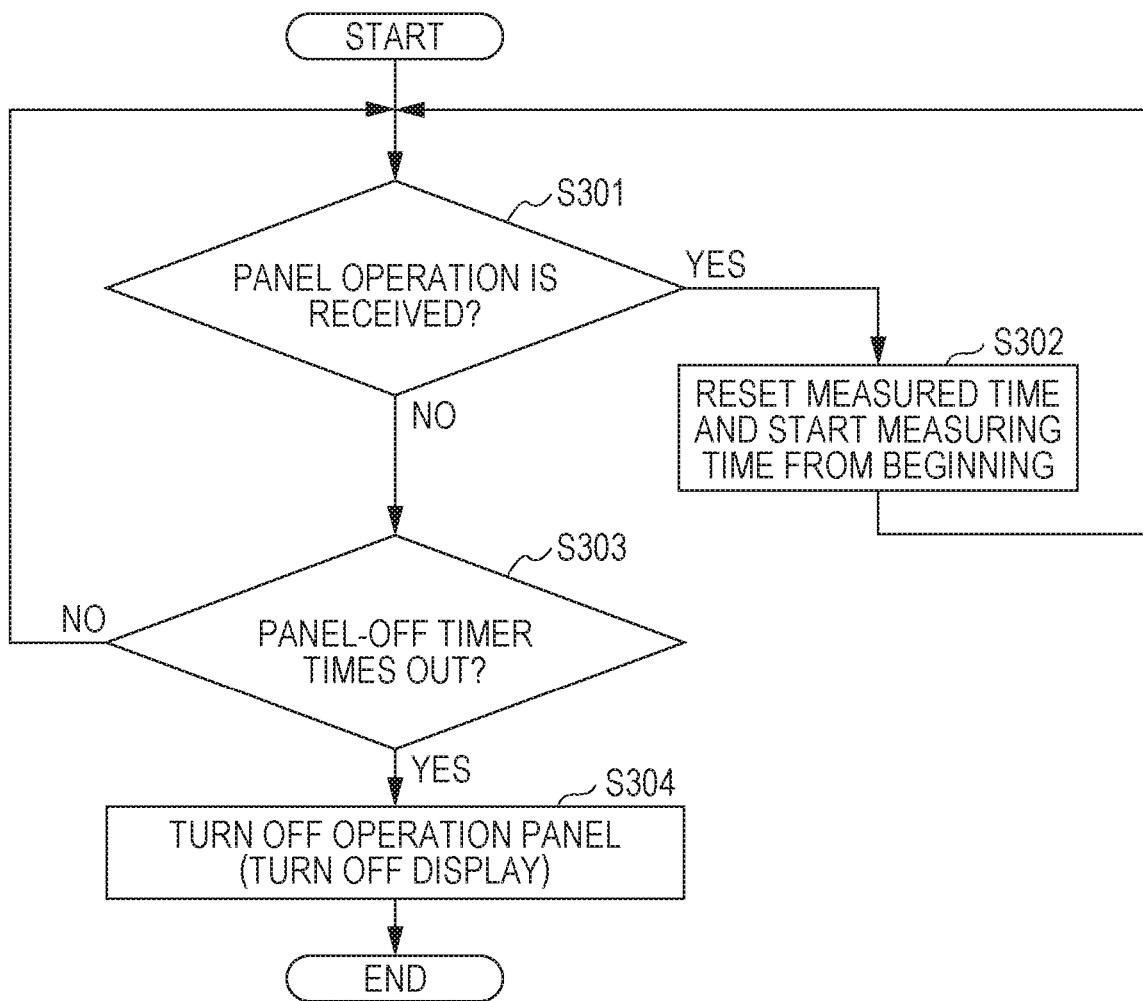 START
S301
PANEL OPERATION IS
RECEIVED?
YES
NO
S302
RESET MEASURED TIME
AND START MEASURING
TIME FROM BEGINNING
S303
NO
PANEL-OFF TIMER
TIMES OUT?
YES
S304
TURN OFF OPERATION PANEL
(TURN OFF DISPLAY)
END